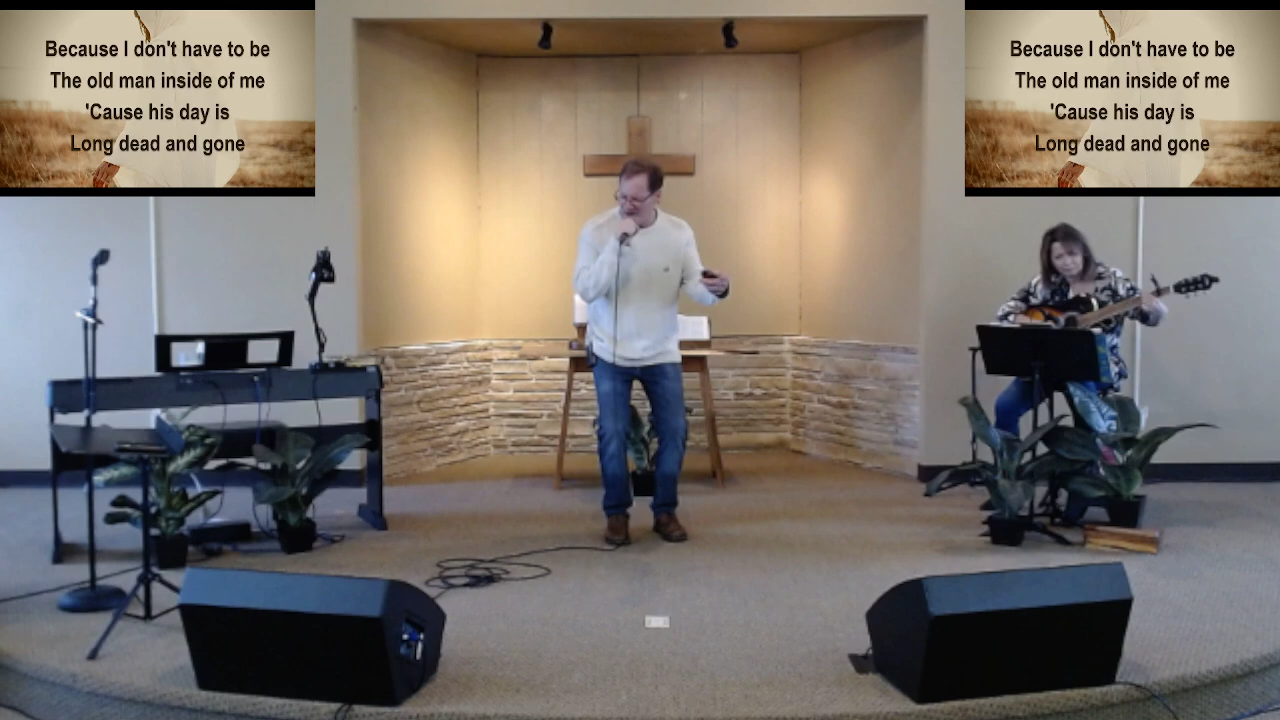 Because I don't have to be
The old man inside of me
'Cause his day is
Long dead and gone
Because I don't have to be
The old man inside of me
'Cause his day is
Long dead and gone